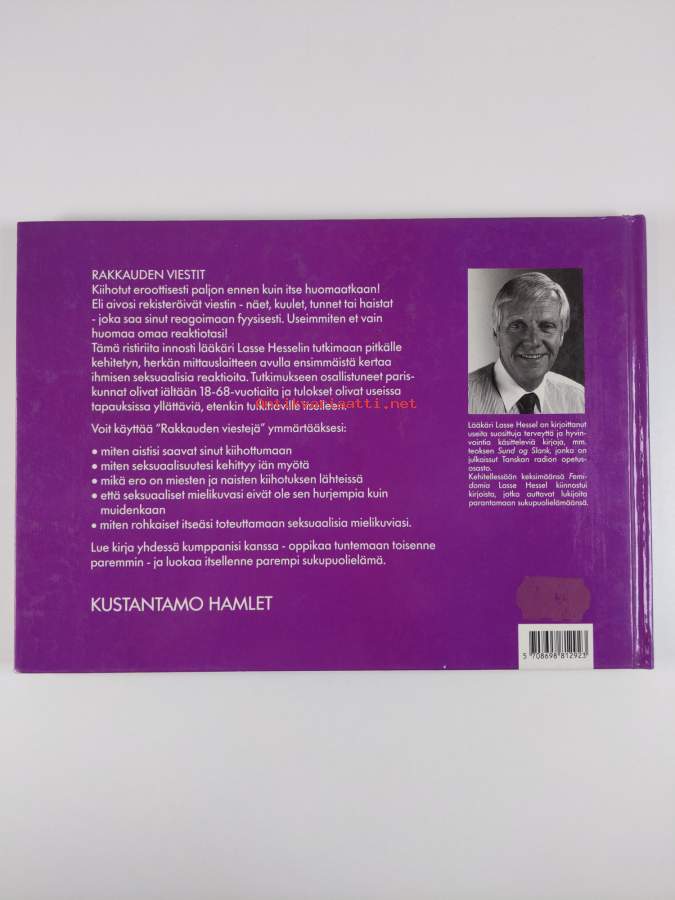 RAKKAUDEN VIESTIT
Kiihotut eroottisesti paljon ennen kuin itse huomaatkaan!
Eli aivosi rekisteröivät viestin - näet, kuulet, tunnet tai haistat
- joka saa sinut reagoimaan fyysisesti. Useimmiten et vain
huomaa omaa reaktiotasi!
Tämä ristiriita innosti lääkäri Lasse Hesselin tutkimaan pitkälle
kehitetyn, herkän mittauslaitteen avulla ensimmäistä kertaa
ihmisen seksuaalisia reaktioita. Tutkimukseen osallistuneet paris-
kunnat olivat iältään 18-68-vuotiaita ja tulokset olivat useissa
tapauksissa yllättäviä, etenkin tutkittaville itselleen.
Antikvariaatti.net
Voit käyttää "Rakkauden viestejä" ymmärtääksesi:
• miten aistisi saavat sinut kiihottumaan
• miten seksuaalisuutesi kehittyy iän myötä
• mikä ero on miesten ja naisten kiihotuksen lähteissä
• että seksuaaliset mielikuvasi eivät ole sen hurjempia kuin
muidenkaan
• miten rohkaiset itseäsi toteuttamaan seksuaalisia mielikuviasi.
Lue kirja yhdessä kumppanisi kanssa - oppikaa tuntemaan toisenne
paremmin - ja luokaa itsellenne parempi sukupuolielämä.
KUSTANTAMO HAMLET
Lääkäri Lasse Hessel on kirjoittanut
useita suosittuja terveyttä ja hyvin-
vointia käsitteleviä kirjoja, mm.
teoksen Sund og Slank, jonka on
julkaissut Tanskan radion opetus-
osasto.
Kehitellessään keksimäänsä Femi-
domia Lasse Hessel kiinnostui
kirjoista, jotka auttavat lukijoita
parantamaan sukupuolielämäänsä.
5 708698 812923